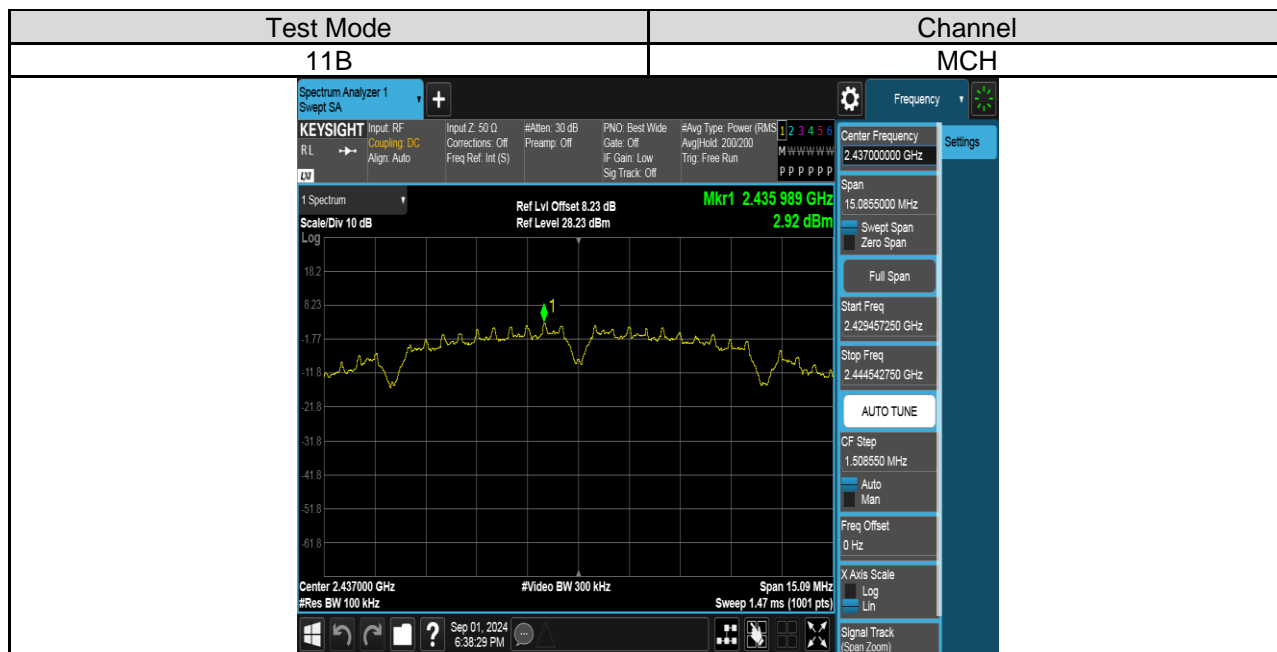 Test Mode Channel
11B MCH
Spectrum Analyzer 1
Swept SA
+
Frequency
KEYSIGHT
RL
LXI
Input: RF
Coupling: DC
Align: Auto
Input Z: 50 Ω
Corrections: Off
Freq Ref: Int (S)
#Atten: 30 dB
Preamp: Off
PNO: Best Wide
Gate: Off
IF Gain: Low
Sig Track: Off
#Avg Type: Power (RMS
Avg|Hold: 200/200
Trig: Free Run
1 2 3 4 5 6
M W W W W W
P P P P P P
1 Spectrum
Scale/Div 10 dB
Log
Ref Lvl Offset 8.23 dB
Ref Level 28.23 dBm
Mkr1 2.435 989 GHz
2.92 dBm
18.2
8.23
-1.77
-11.8
-21.8
-31.8
-41.8
-51.8
-61.8
1
Center 2.437000 GHz
#Res BW 100 kHz
#Video BW 300 kHz
Span 15.09 MHz
Sweep 1.47 ms (1001 pts)
Center Frequency
2.437000000 GHz
Settings
Span
15.0855000 MHz
Swept Span
Zero Span
Full Span
Start Freq
2.429457250 GHz
Stop Freq
2.444542750 GHz
AUTO TUNE
CF Step
1.508550 MHz
Auto
Man
Freq Offset
0 Hz
X Axis Scale
Log
Lin
Signal Track
(Span Zoom)
?
Sep 01, 2024
6:38:29 PM